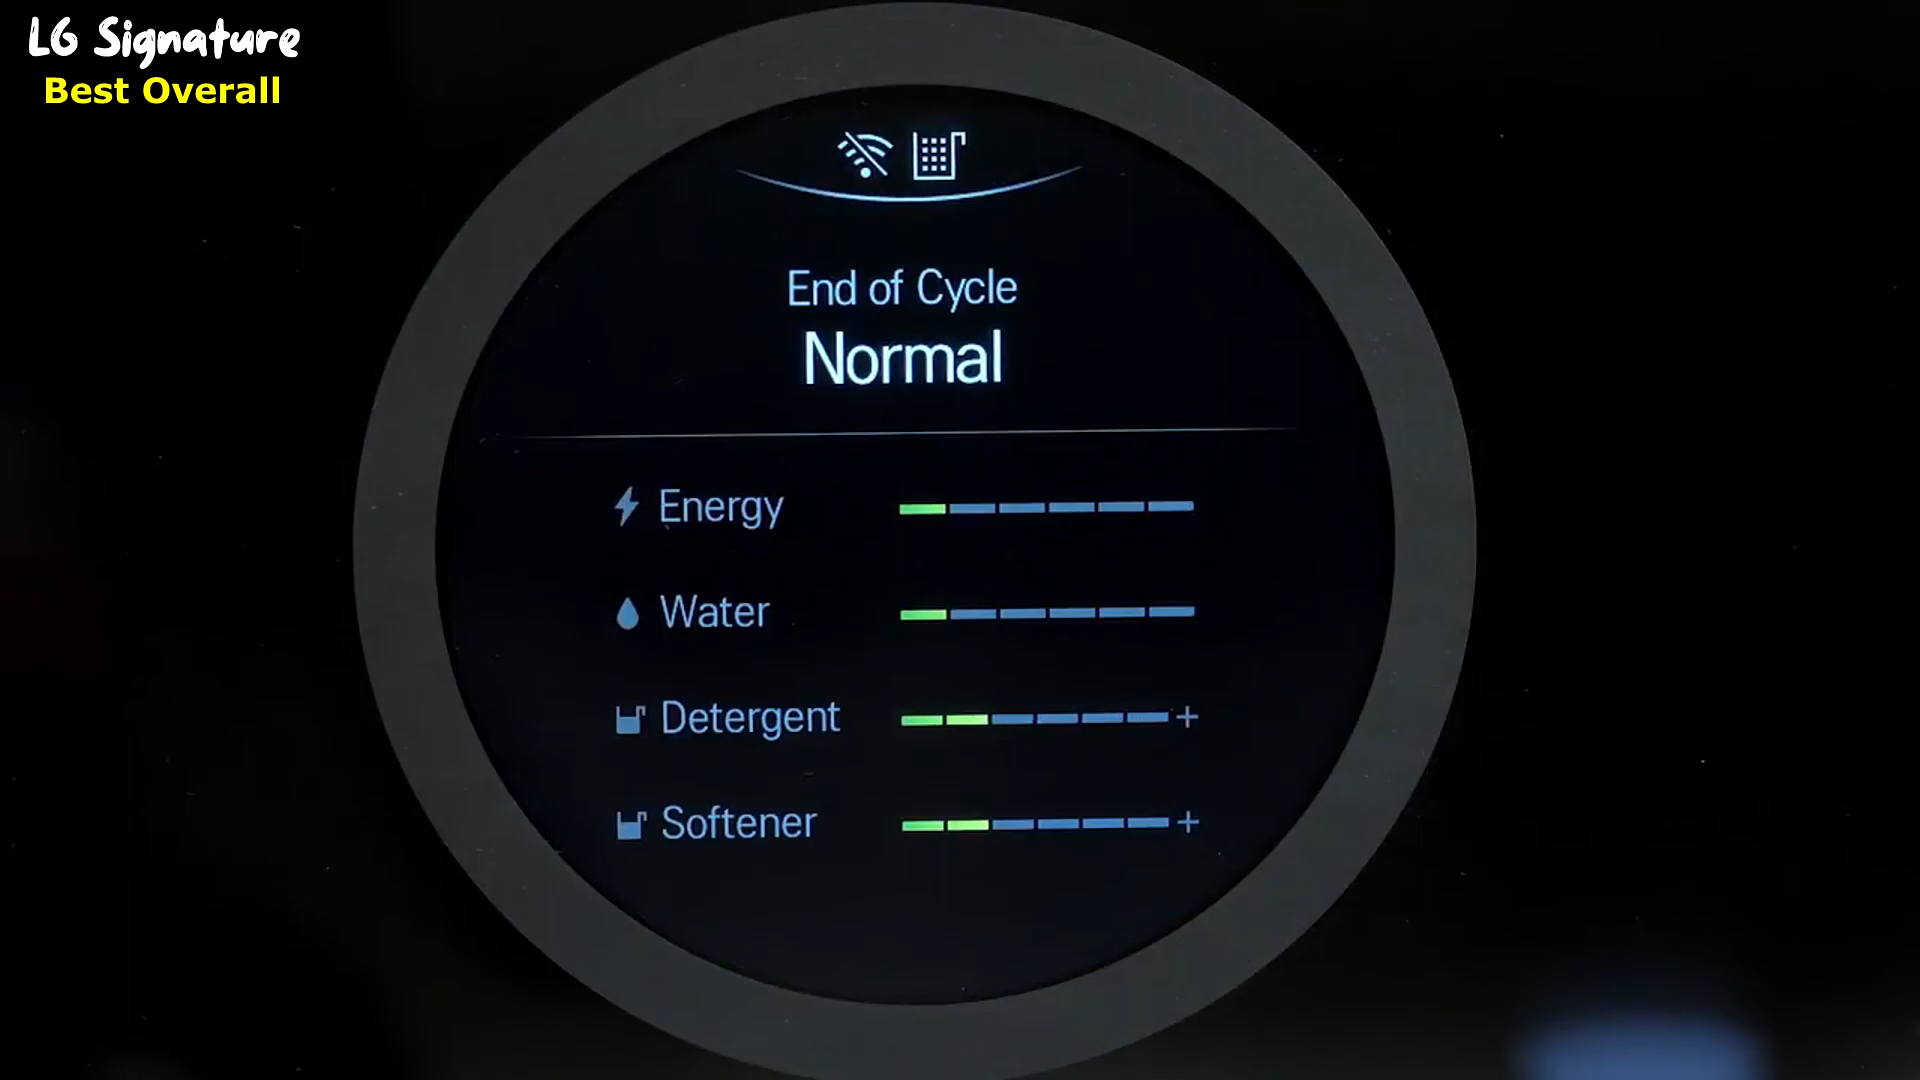 LG Signature
Best Overall
End of Cycle
Normal
Energy
Water
Detergent +
Softener +